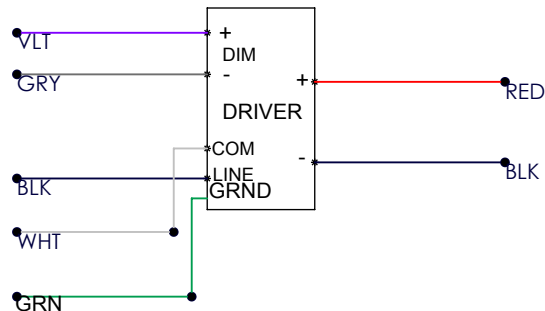 VLT
+
DIM
GRY
-
+
RED
DRIVER
COM
-
BLK
LINE
BLK
GRND
WHT
GRN